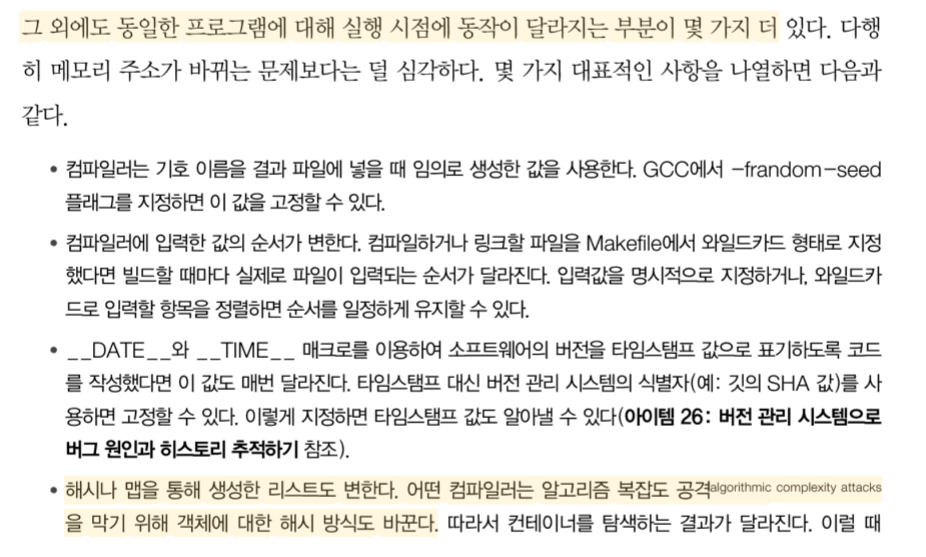 그 외에도 동일한 프로그램에 대해 실행 시점에 동작이 달라지는 부분이 몇 가지 더 있다. 다행
히 메모리 주소가 바뀌는 문제보다는 덜 심각하다. 몇 가지 대표적인 사항을 나열하면 다음과
같다.
• 컴파일러는 기호 이름을 결과 파일에 넣을 때 임의로 생성한 값을 사용한다. GCC에서 -frandom-seed
플래그를 지정하면 이 값을 고정할 수 있다.
• 컴파일러에 입력한 값의 순서가 변한다. 컴파일하거나 링크할 파일을 Makefile에서 와일드카드 형태로 지정
했다면 빌드할 때마다 실제로 파일이 입력되는 순서가 달라진다. 입력값을 명시적으로 지정하거나, 와일드카
드로 입력할 항목을 정렬하면 순서를 일정하게 유지할 수 있다.
• __DATE__와 __TIME__ 매크로를 이용하여 소프트웨어의 버전을 타임스탬프 값으로 표기하도록 코드
를 작성했다면 이 값도 매번 달라진다. 타임스탬프 대신 버전 관리 시스템의 식별자(예: 깃의 SHA 값)를 사
용하면 고정할 수 있다. 이렇게 지정하면 타임스탬프 값도 알아낼 수 있다(아이템 26: 버전 관리 시스템으로
버그 원인과 히스토리 추적하기 참조).
• 해시나 맵을 통해 생성한 리스트도 변한다. 어떤 컴파일러는 알고리즘 복잡도 공격algorithmic complexity attacks
을 막기 위해 객체에 대한 해시 방식도 바꾼다. 따라서 컨테이너를 탐색하는 결과가 달라진다. 이럴 때